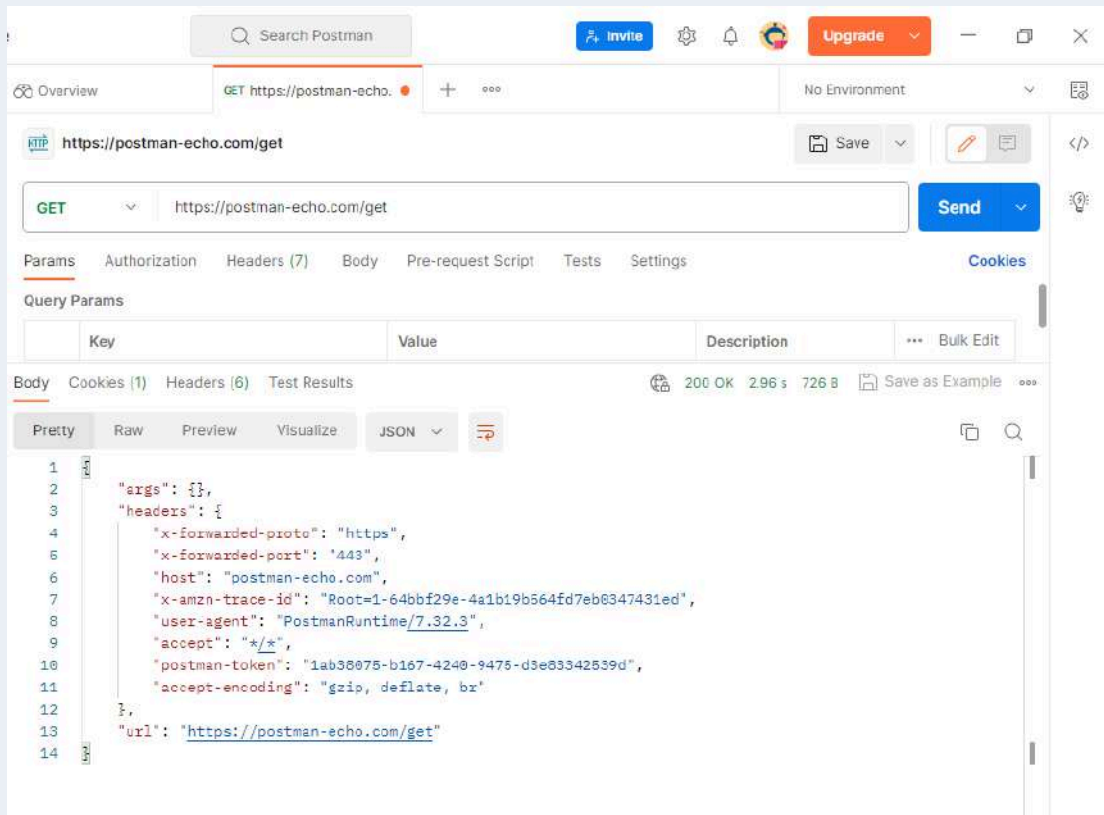 Search Postman Invite Upgrade
Overview GET https://postman-echo. No Environment
HTTP https://postman-echo.com/get Save
GET https://postman-echo.com/get Send
Params Authorization Headers (7) Body Pre-request Script Tests Settings Cookies
Query Params
Key Value Description ••• Bulk Edit
Body Cookies (1) Headers (6) Test Results 200 OK 2.96 s 726 B Save as Example
Pretty Raw Preview Visualize JSON
1 {
2 "args": {},
3 "headers": {
4 "x-forwarded-proto": "https",
5 "x-forwarded-port": "443",
6 "host": "postman-echo.com",
7 "x-amzn-trace-id": "Root=1-64bbf29e-4a1b19b564fd7eb0347431ed",
8 "user-agent": "PostmanRuntime/7.32.3",
9 "accept": "*/*",
10 "postman-token": "1ab38075-b167-4240-9475-d3e83342539d",
11 "accept-encoding": "gzip, deflate, br"
12 },
13 "url": "https://postman-echo.com/get"
14 }